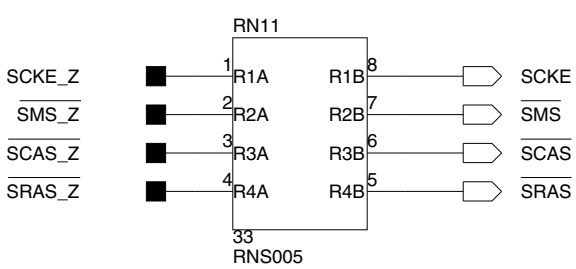 RN11
SCKE_Z 1 R1A R1B 8 SCKE
SMS_Z 2 R2A R2B 7 SMS
SCAS_Z 3 R3A R3B 6 SCAS
SRAS_Z 4 R4A R4B 5 SRAS
33
RNS005